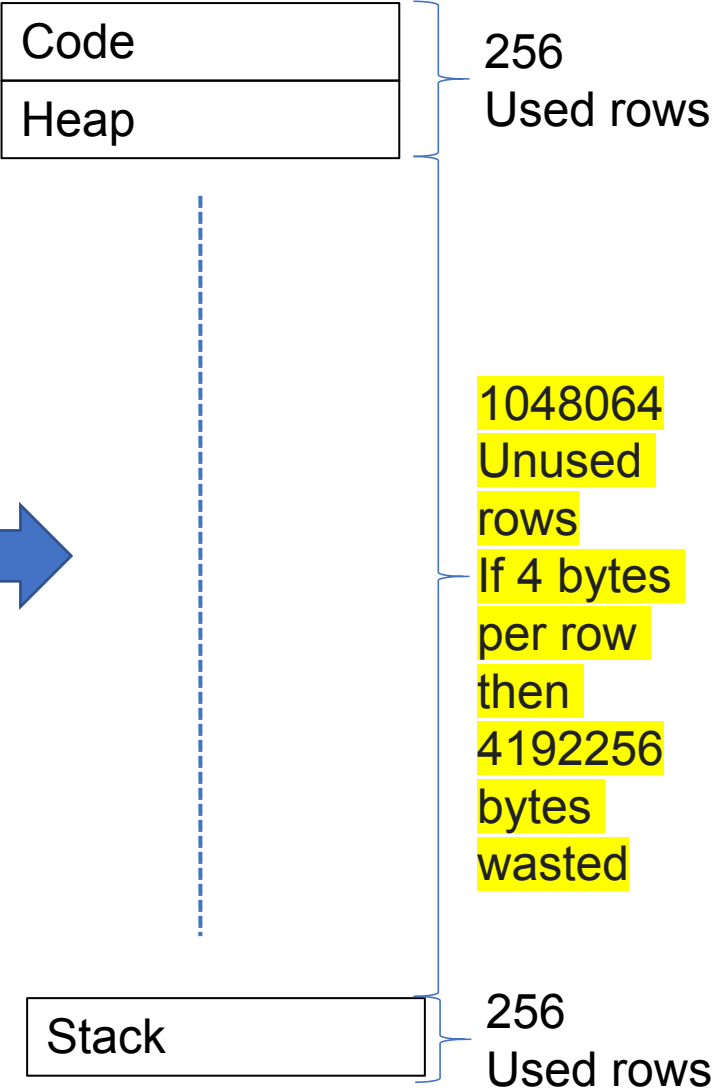 Code
256
Used rows
Heap
1048064
Unused
rows
If 4 bytes
per row
then
4192256
bytes
wasted
256
Used rows
Stack